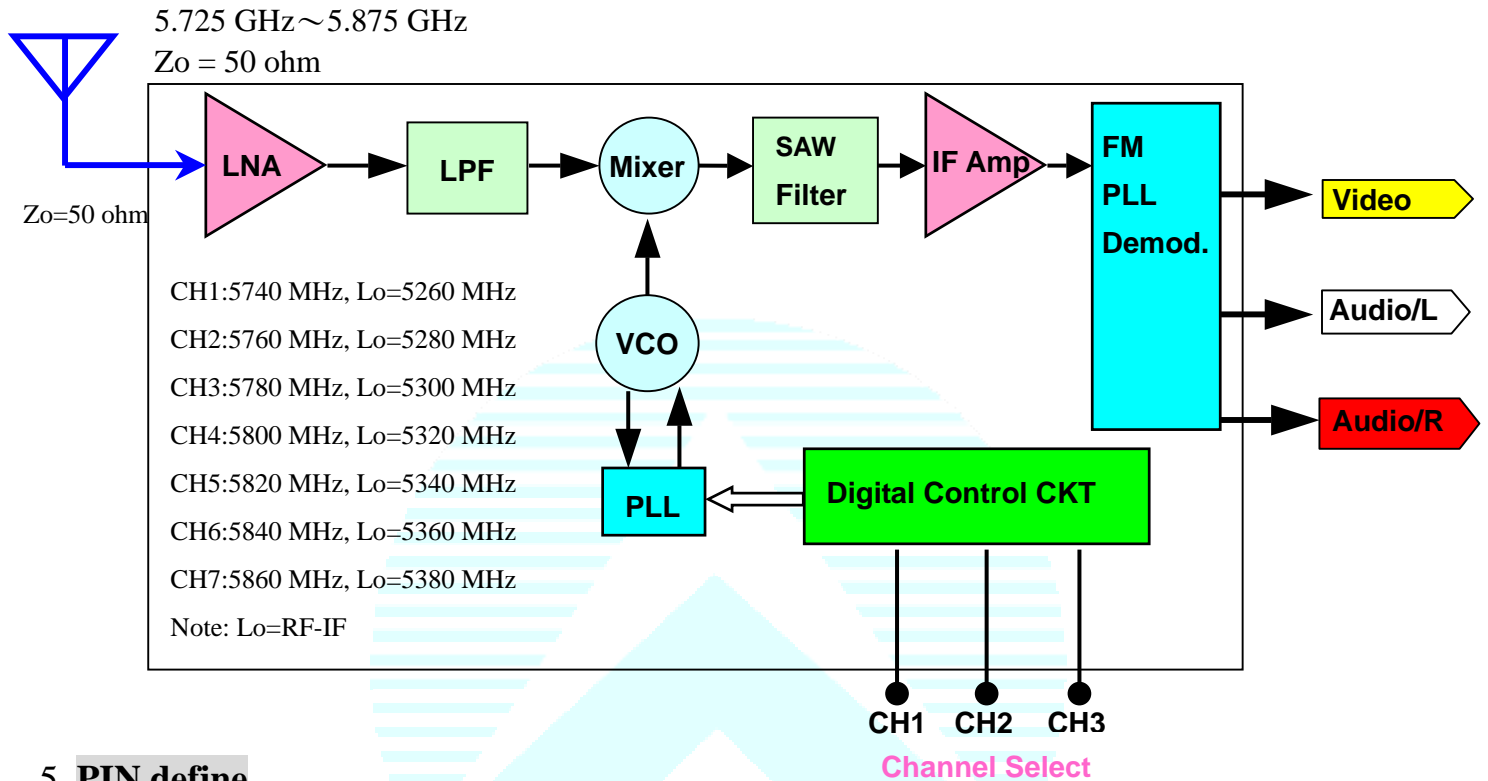 5.725 GHz～5.875 GHz
Zo = 50 ohm
Zo=50 ohm
LNA
LPF
Mixer
SAW
Filter
IF Amp
FM
PLL
Demod.
Video
Audio/L
Audio/R
VCO
PLL
Digital Control CKT
CH1:5740 MHz, Lo=5260 MHz
CH2:5760 MHz, Lo=5280 MHz
CH3:5780 MHz, Lo=5300 MHz
CH4:5800 MHz, Lo=5320 MHz
CH5:5820 MHz, Lo=5340 MHz
CH6:5840 MHz, Lo=5360 MHz
CH7:5860 MHz, Lo=5380 MHz
Note: Lo=RF-IF
CH1 CH2 CH3
Channel Select
5. PIN define